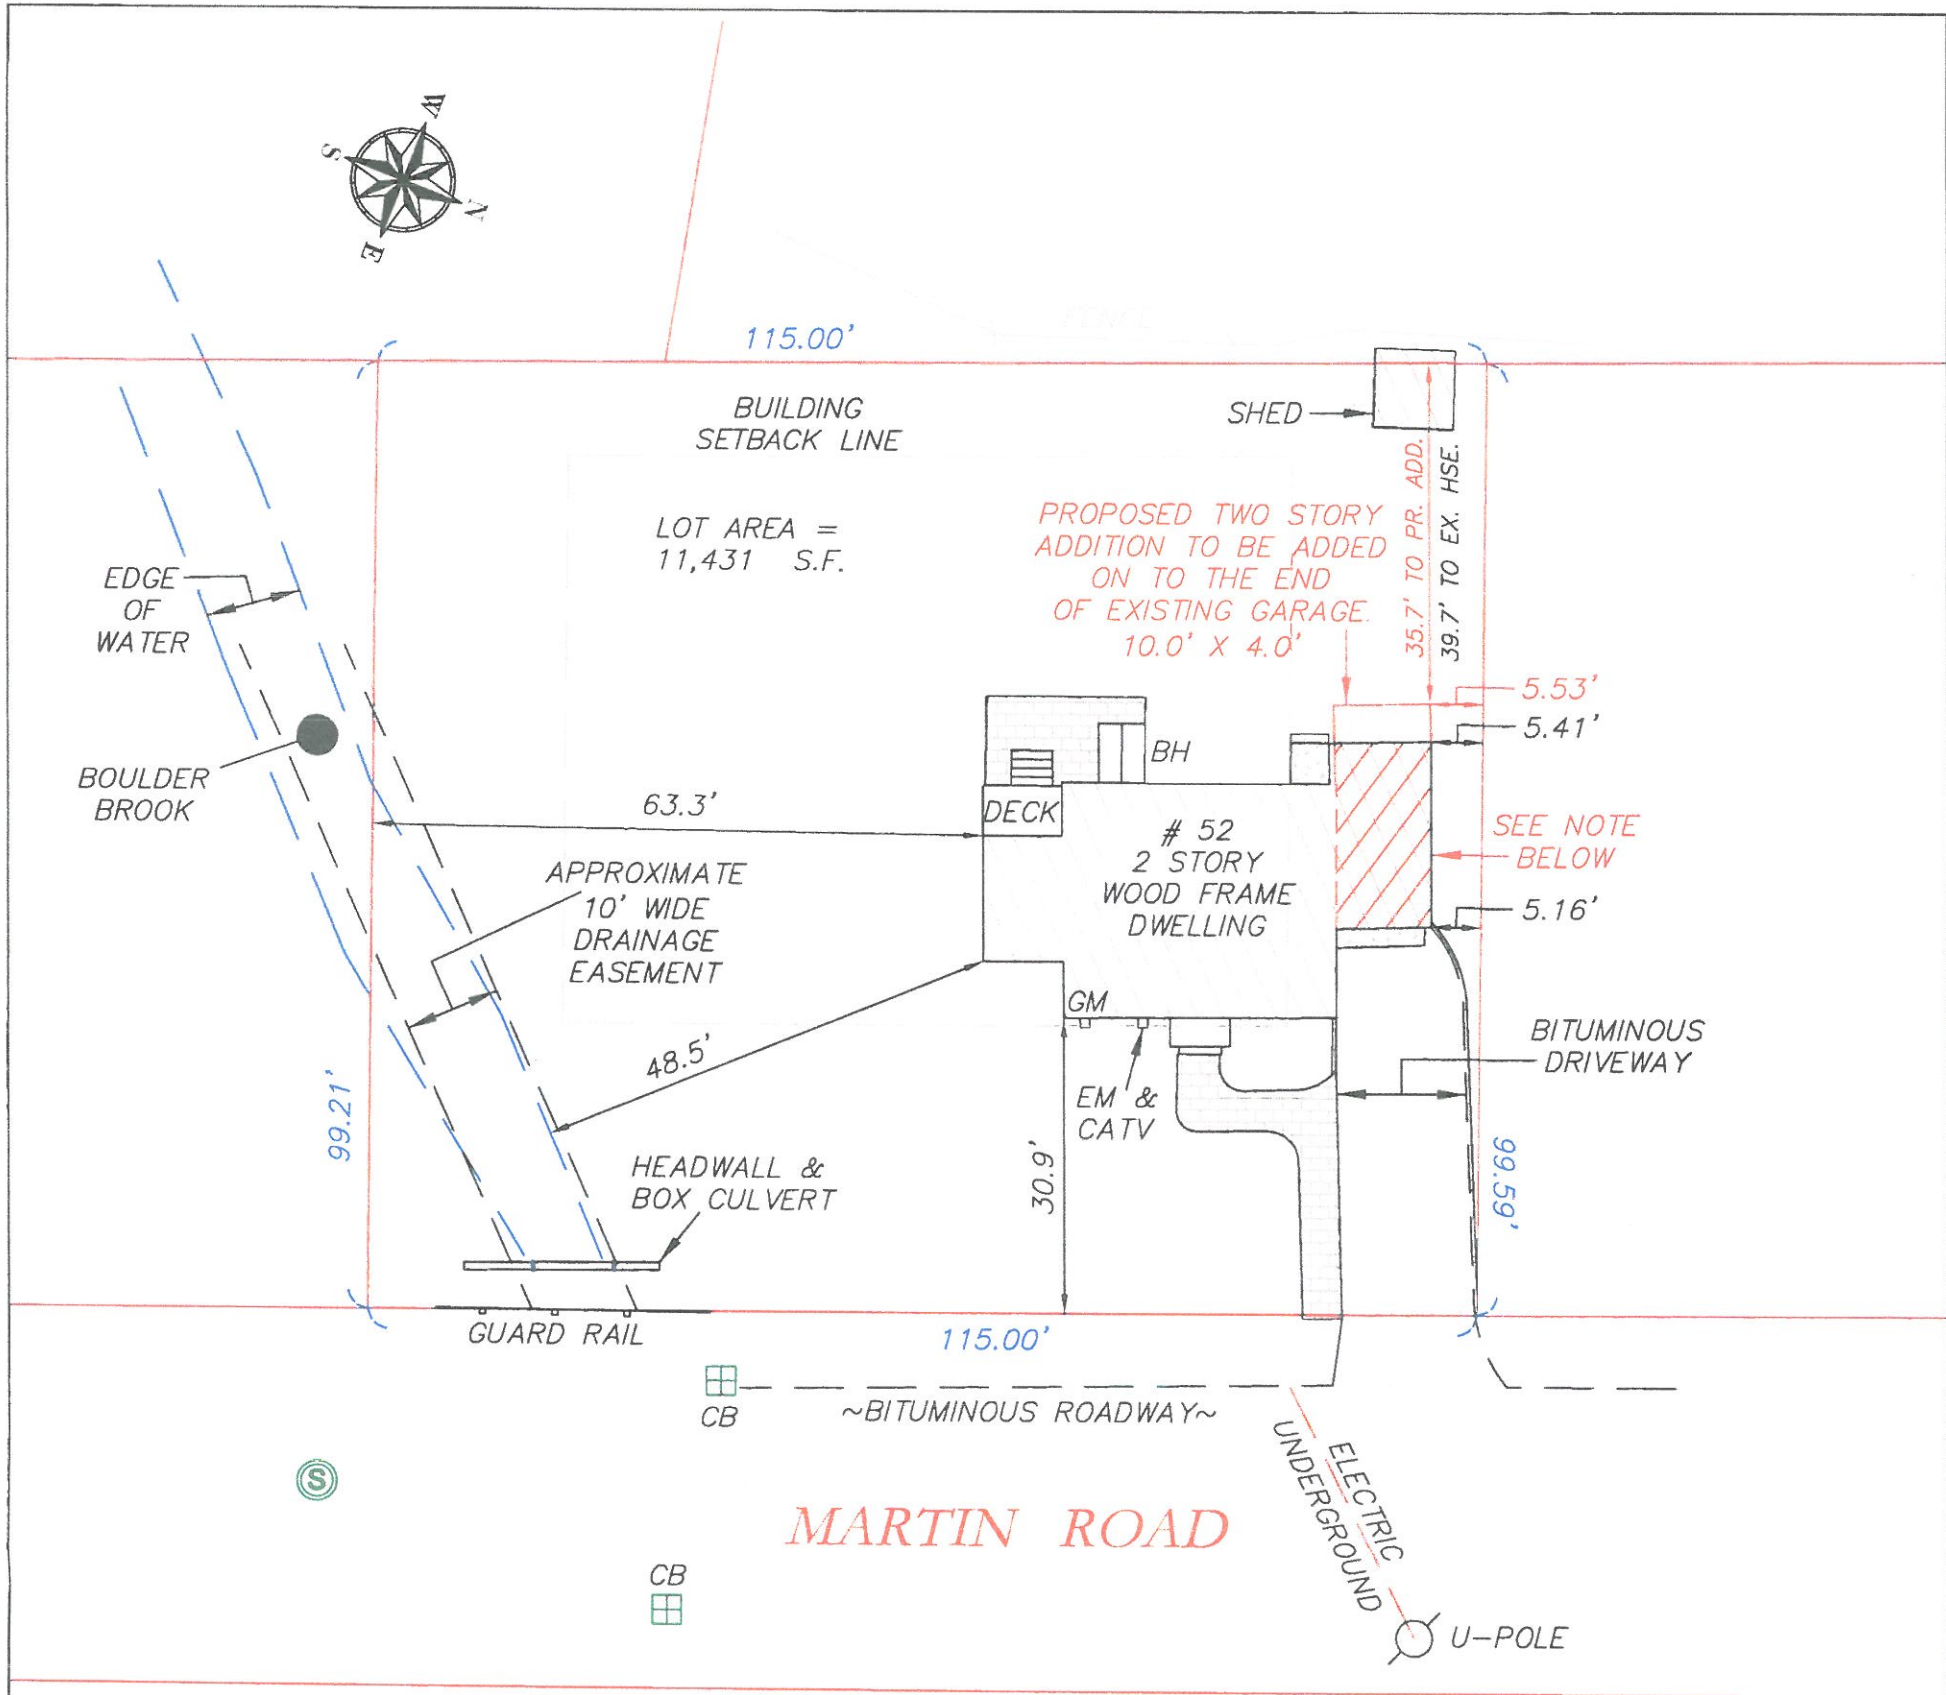 W
S
N
E
115.00'
BUILDING
SETBACK LINE
SHED
LOT AREA =
11,431 S.F.
35.7' TO PR. ADD.
39.7' TO EX. HSE.
PROPOSED TWO STORY
ADDITION TO BE ADDED
ON TO THE END
OF EXISTING GARAGE.
10.0' X 4.0'
EDGE
OF
WATER
5.53'
5.41'
BOULDER
BROOK
BH
63.3'
DECK
# 52
2 STORY
WOOD FRAME
DWELLING
SEE NOTE
BELOW
5.16'
APPROXIMATE
10' WIDE
DRAINAGE
EASEMENT
GM
48.5'
BITUMINOUS
DRIVEWAY
EM &
CATV
99.21'
30.9'
99.59'
HEADWALL &
BOX CULVERT
GUARD RAIL
115.00'
CB
~BITUMINOUS ROADWAY~
ELECTRIC
UNDERGROUND
S
MARTIN ROAD
CB
U-POLE